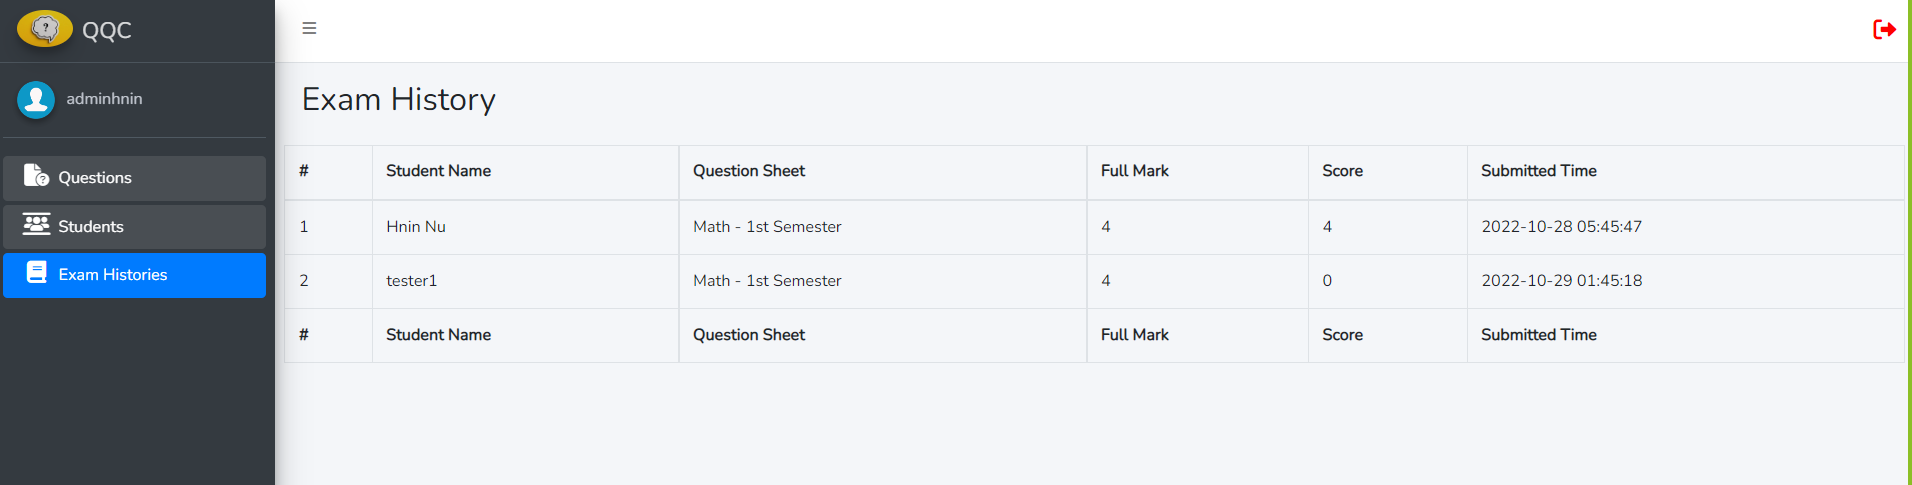 QQC
adminhnin
Questions
Students
Exam Histories
Exam History
# Student Name Question Sheet Full Mark Score Submitted Time
1 Hnin Nu Math - 1st Semester 4 4 2022-10-28 05:45:47
2 tester1 Math - 1st Semester 4 0 2022-10-29 01:45:18
# Student Name Question Sheet Full Mark Score Submitted Time